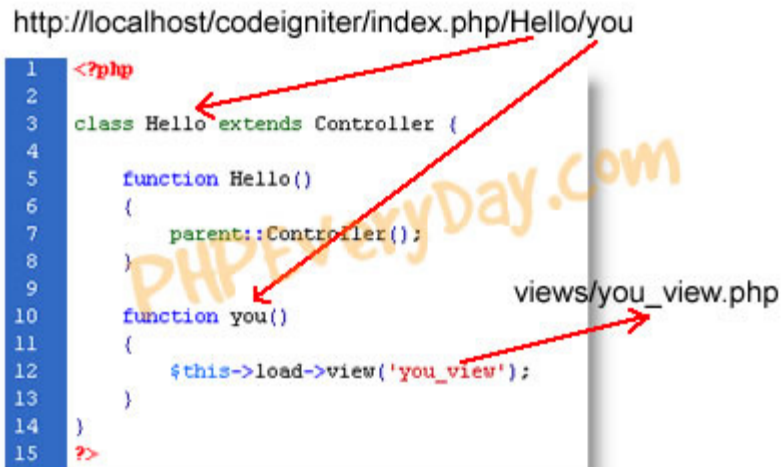 http://localhost/codeigniter/index.php/Hello/you
1 <?php
2
3 class Hello extends Controller {
4
5 function Hello()
6 {
7 parent::Controller();
8 }
9
10 function you()
11 {
12 $this->load->view('you_view');
13 }
14 }
15 ?>
views/you_view.php
PHPEveryDay.com